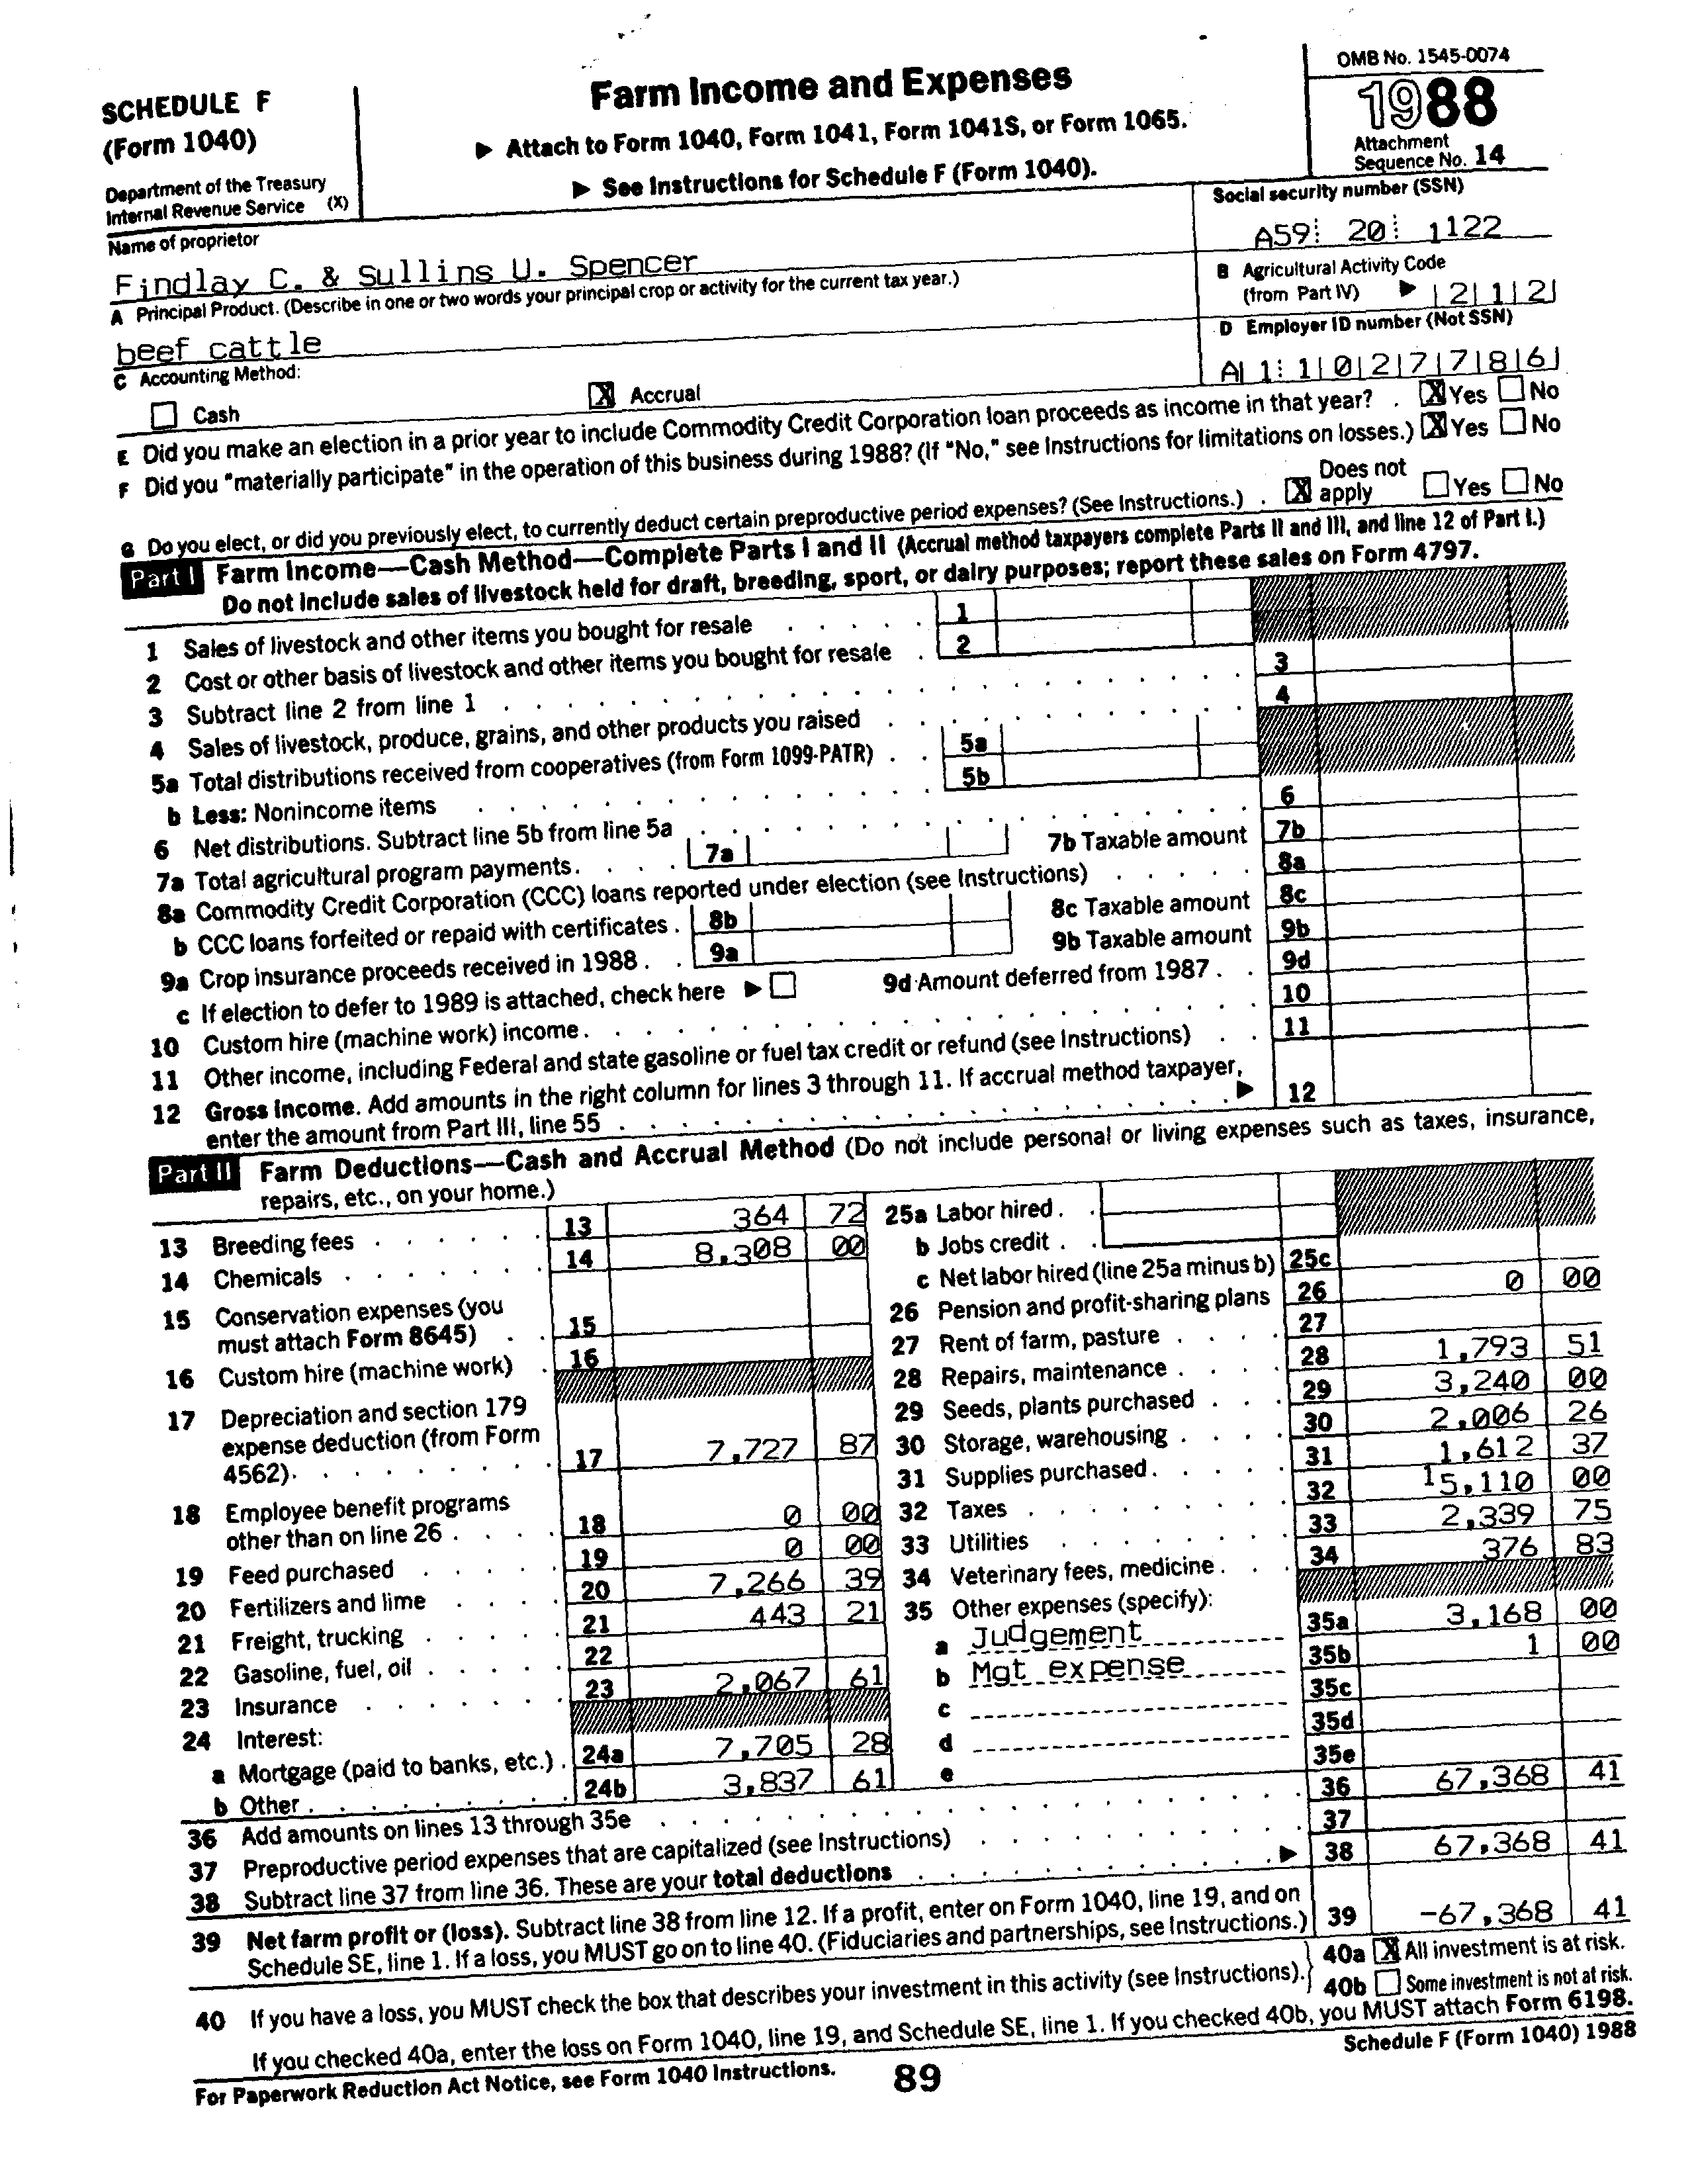 SCHEDULE F
(Form 1040)
Department of the Treasury
Internal Revenue Service (X)
Farm Income and Expenses
▶ Attach to Form 1040, Form 1041, Form 1041S, or Form 1065.
▶ See Instructions for Schedule F (Form 1040).
OMB No. 1545-0074
1988
Attachment
Sequence No. 14
Name of proprietor
Findlay C. & Sullins U. Spencer
Social security number (SSN)
A59 20 1122
A Principal Product. (Describe in one or two words your principal crop or activity for the current tax year.)
beef cattle
B Agricultural Activity Code
(from Part IV) ▶ |2|1|2|
D Employer ID number (Not SSN)
A|1|1|0|2|7|7|8|6|
C Accounting Method:
Cash X Accrual
E Did you make an election in a prior year to include Commodity Credit Corporation loan proceeds as income in that year? . X Yes No
F Did you "materially participate" in the operation of this business during 1988? (If "No," see Instructions for limitations on losses.) X Yes No
G Do you elect, or did you previously elect, to currently deduct certain preproductive period expenses? (See Instructions.) . X Does not apply Yes No
Part I Farm Income—Cash Method—Complete Parts I and II (Accrual method taxpayers complete Parts II and III, and line 12 of Part I.)
Do not include sales of livestock held for draft, breeding, sport, or dairy purposes; report these sales on Form 4797.
1 Sales of livestock and other items you bought for resale . . . . . 1
2 Cost or other basis of livestock and other items you bought for resale . 2
3 Subtract line 2 from line 1 3
4 Sales of livestock, produce, grains, and other products you raised 4
5a Total distributions received from cooperatives (from Form 1099-PATR) . . 5a
b Less: Nonincome items 5b
6 Net distributions. Subtract line 5b from line 5a 6
7a Total agricultural program payments. . . . 7a 7b Taxable amount 7b
8a Commodity Credit Corporation (CCC) loans reported under election (see Instructions) 8a
b CCC loans forfeited or repaid with certificates . 8b 8c Taxable amount 8c
9a Crop insurance proceeds received in 1988 . . 9a 9b Taxable amount 9b
c If election to defer to 1989 is attached, check here ▶ 9d Amount deferred from 1987 . . 9d
10 Custom hire (machine work) income 10
11 Other income, including Federal and state gasoline or fuel tax credit or refund (see Instructions) . . 11
12 Gross Income. Add amounts in the right column for lines 3 through 11. If accrual method taxpayer,
enter the amount from Part III, line 55 ▶ 12
Part II Farm Deductions—Cash and Accrual Method (Do not include personal or living expenses such as taxes, insurance,
repairs, etc., on your home.)
13 Breeding fees 13 364 72
14 Chemicals 14 8,308 00
15 Conservation expenses (you
must attach Form 8645) . . 15
16 Custom hire (machine work) . 16
17 Depreciation and section 179
expense deduction (from Form
4562). 17 7,727 87
18 Employee benefit programs
other than on line 26 . . . . 18 0 00
19 Feed purchased 19 0 00
20 Fertilizers and lime 20 7,266 39
21 Freight, trucking 21 443 21
22 Gasoline, fuel, oil 22
23 Insurance 23 2,067 61
24 Interest:
a Mortgage (paid to banks, etc.) . 24a 7,705 28
b Other 24b 3,837 61
25a Labor hired . .
b Jobs credit . .
c Net labor hired (line 25a minus b) 25c
26 Pension and profit-sharing plans 26 0 00
27 Rent of farm, pasture . . . . 27
28 Repairs, maintenance . . . . 28 1,793 51
29 Seeds, plants purchased . . . 29 3,240 00
30 Storage, warehousing . . . . 30 2,006 26
31 Supplies purchased. . . . . 31 1,612 37
32 Taxes 32 15,110 00
33 Utilities 33 2,339 75
34 Veterinary fees, medicine . . . 34 376 83
35 Other expenses (specify):
a Judgement 35a 3,168 00
b Mgt expense 35b 1 00
c 35c
d 35d
e 35e
36 Add amounts on lines 13 through 35e 36 67,368 41
37 Preproductive period expenses that are capitalized (see Instructions) 37
38 Subtract line 37 from line 36. These are your total deductions ▶ 38 67,368 41
39 Net farm profit or (loss). Subtract line 38 from line 12. If a profit, enter on Form 1040, line 19, and on
Schedule SE, line 1. If a loss, you MUST go on to line 40. (Fiduciaries and partnerships, see Instructions.) 39 -67,368 41
40 If you have a loss, you MUST check the box that describes your investment in this activity (see Instructions). 40a X All investment is at risk.
40b Some investment is not at risk.
If you checked 40a, enter the loss on Form 1040, line 19, and Schedule SE, line 1. If you checked 40b, you MUST attach Form 6198.
For Paperwork Reduction Act Notice, see Form 1040 Instructions. 89 Schedule F (Form 1040) 1988